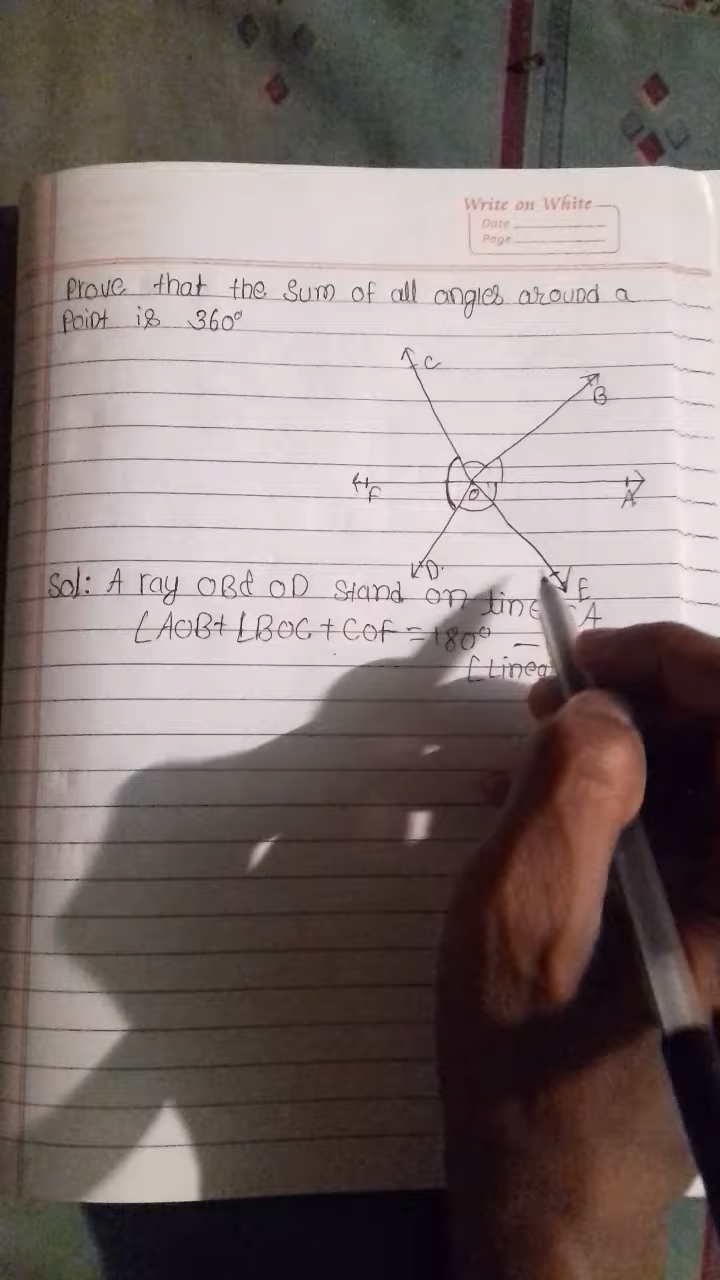 Write on White
Date
Page
Prove that the Sum of all angles around a
Point is 360°
C
B
F
O
A
D
E
Sol: A ray OB& OD stand on line A
∠AOB+∠BOC+COF=180° —
[Linea